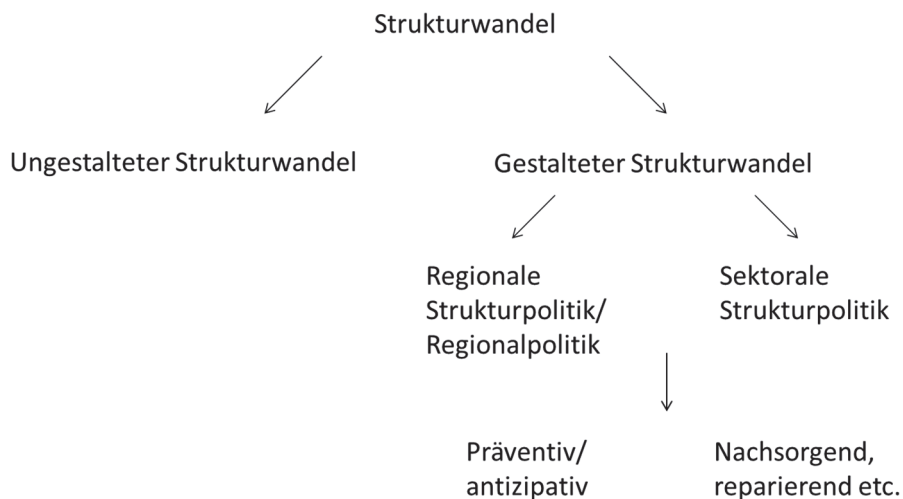 Strukturwandel
Ungestalteter Strukturwandel
Gestalteter Strukturwandel
Regionale
Strukturpolitik/
Regionalpolitik
Sektorale
Strukturpolitik
Präventiv/
antizipativ
Nachsorgend,
reparierend etc.